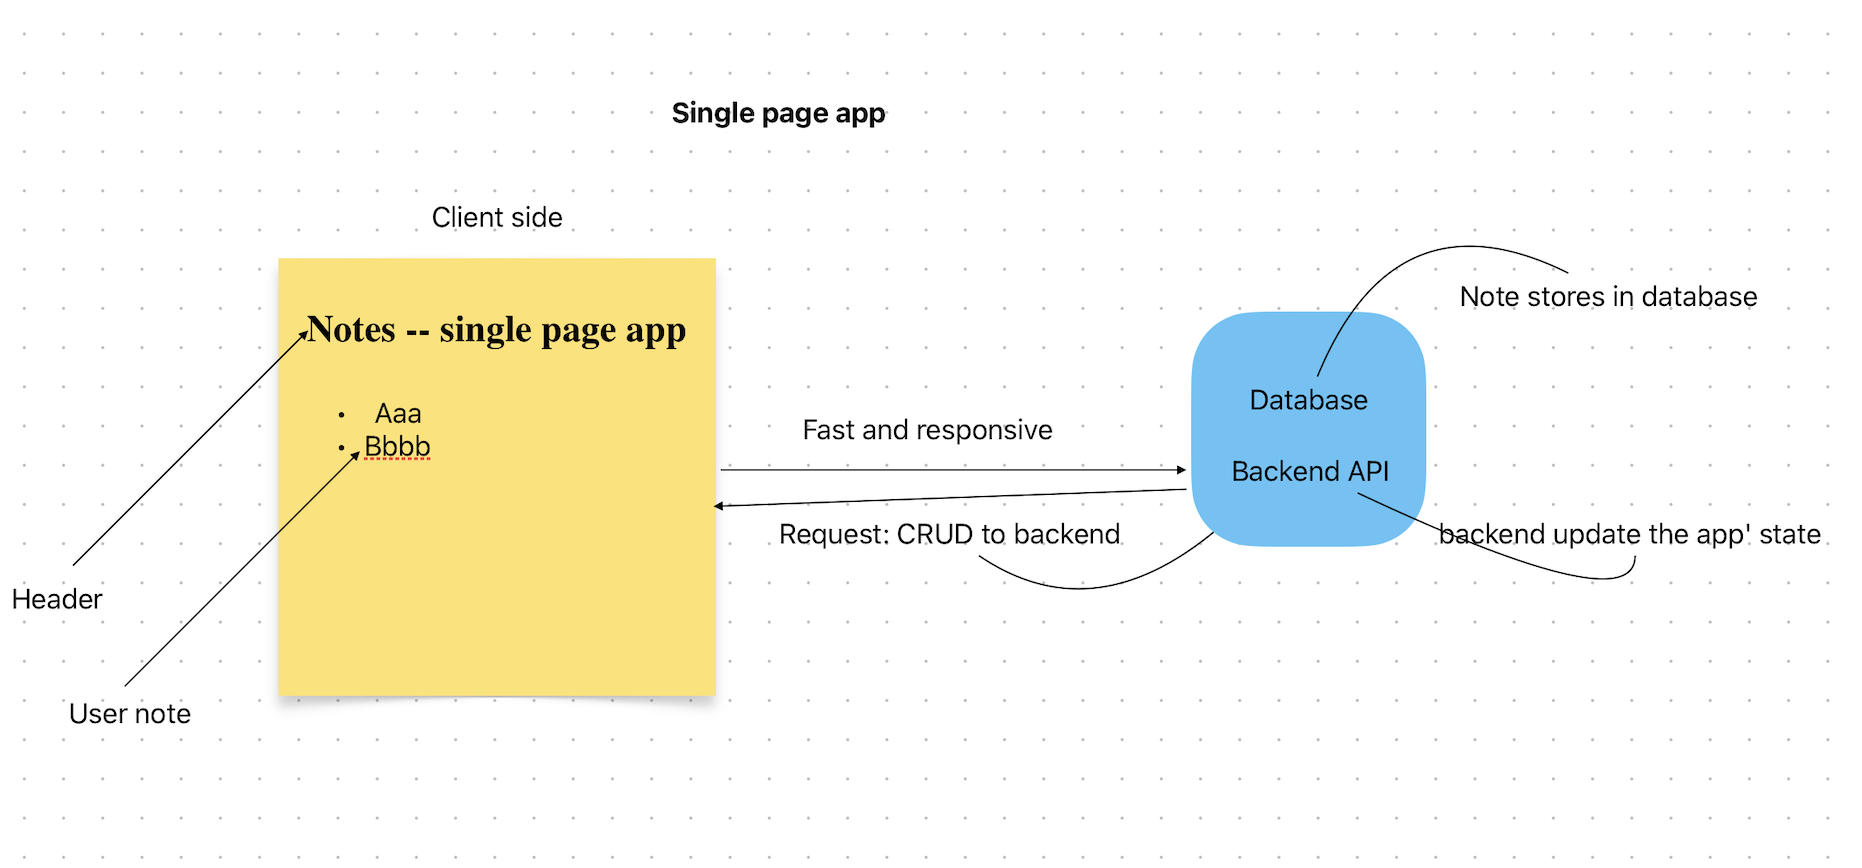 Single page app
Client side
Notes -- single page app
• Aaa
• Bbbb
Header
User note
Fast and responsive
Request: CRUD to backend
Note stores in database
Database
Backend API
backend update the app' state